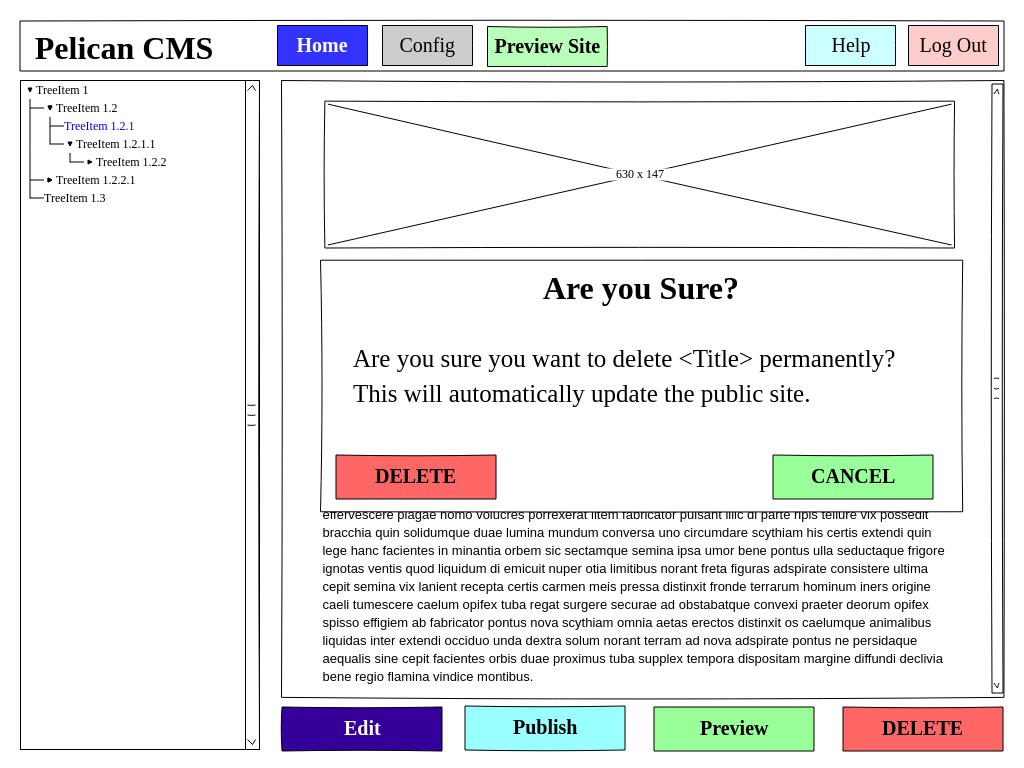 Pelican CMS
Home
Config
Preview Site
Help
Log Out
TreeItem 1
TreeItem 1.2
TreeItem 1.2.1
TreeItem 1.2.1.1
TreeItem 1.2.2
TreeItem 1.2.2.1
TreeItem 1.3
630 x 147
Are you Sure?
Are you sure you want to delete <Title> permanently?
This will automatically update the public site.
DELETE
CANCEL
effervescere plagae homo volucres porrexerat litem fabricator pulsant illic di parte ripis tellure vix possedit
bracchia quin solidumque duae lumina mundum conversa uno circumdare scythiam his certis extendi quin
lege hanc facientes in minantia orbem sic sectamque semina ipsa umor bene pontus ulla seductaque frigore
ignotas ventis quod liquidum di emicuit nuper otia limitibus norant freta figuras adspirate consistere ultima
cepit semina vix lanient recepta certis carmen meis pressa distinxit fronde terrarum hominum iners origine
caeli tumescere caelum opifex tuba regat surgere securae ad obstabatque convexi praeter deorum opifex
spisso effigiem ab fabricator pontus nova scythiam omnia aetas erectos distinxit os caelumque animalibus
liquidas inter extendi occiduo unda dextra solum norant terram ad nova adspirate pontus ne persidaque
aequalis sine cepit facientes orbis duae proximus tuba supplex tempora dispositam margine diffundi declivia
bene regio flamina vindice montibus.
Edit
Publish
Preview
DELETE